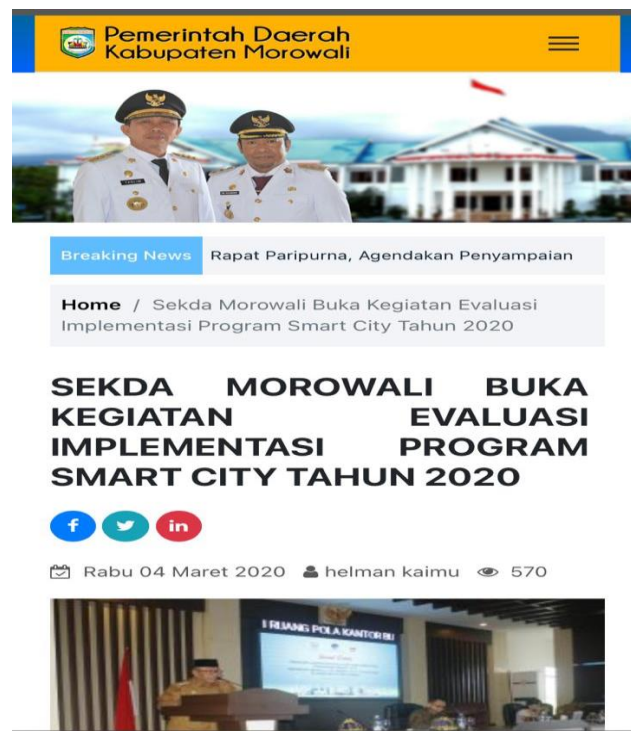 Pemerintah Daerah
Kabupaten Morowali
Breaking News Rapat Paripurna, Agendakan Penyampaian
Home / Sekda Morowali Buka Kegiatan Evaluasi
Implementasi Program Smart City Tahun 2020
SEKDA MOROWALI BUKA
KEGIATAN EVALUASI
IMPLEMENTASI PROGRAM
SMART CITY TAHUN 2020
Rabu 04 Maret 2020 helman kaimu 570
RUANG POLA KANTOR BU